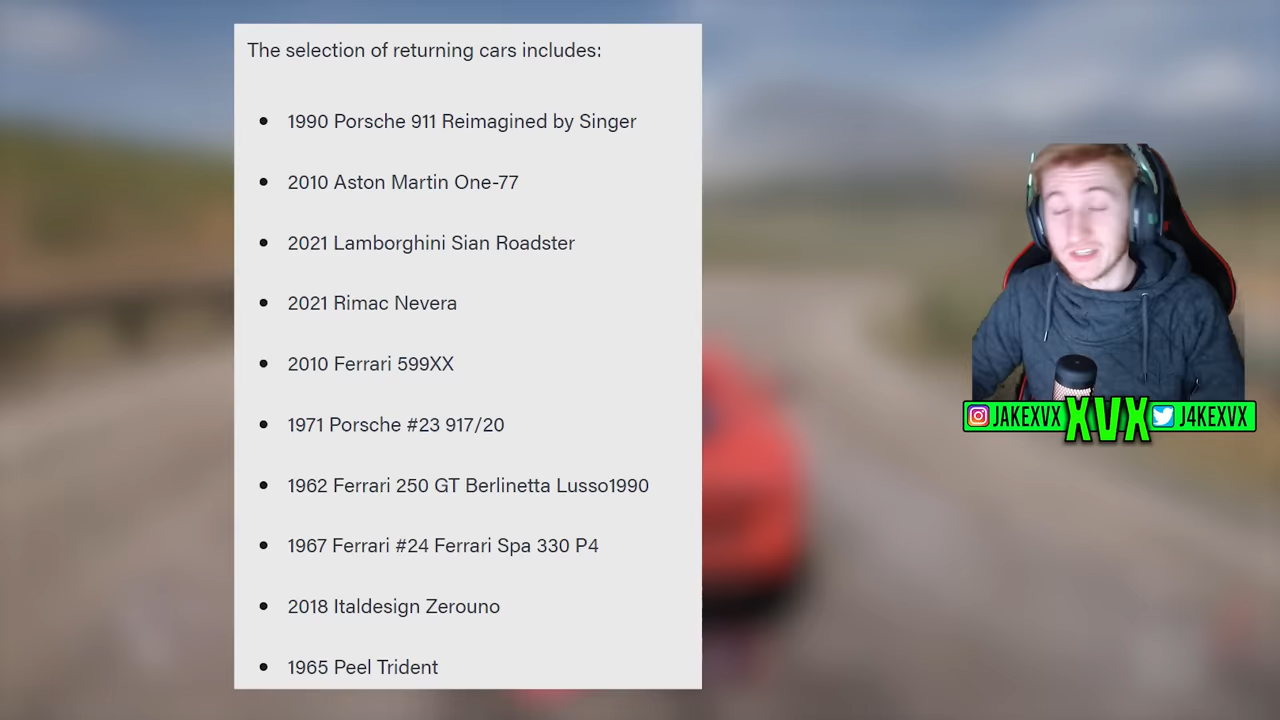 The selection of returning cars includes:
• 1990 Porsche 911 Reimagined by Singer
• 2010 Aston Martin One-77
• 2021 Lamborghini Sian Roadster
• 2021 Rimac Nevera
• 2010 Ferrari 599XX
• 1971 Porsche #23 917/20
• 1962 Ferrari 250 GT Berlinetta Lusso1990
• 1967 Ferrari #24 Ferrari Spa 330 P4
• 2018 Italdesign Zerouno
• 1965 Peel Trident
JAKEXVX XVX J4KEXVX